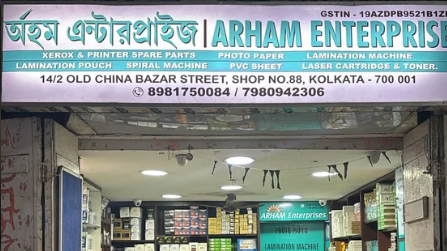 GSTIN - 19AZDPB9521B1Z
অর্হম এন্টারপ্রাইজ | ARHAM ENTERPRISE
XEROX & PRINTER SPARE PARTS PHOTO PAPER LAMINATION MACHINE
LAMINATION POUCH SPIRAL MACHINE PVC SHEET LASER CARTRIDGE & TONER.
14/2 OLD CHINA BAZAR STREET, SHOP NO.88, KOLKATA - 700 001
8981750084 / 7980942306
ARHAM Enterprises
LAMINATION MACHINE